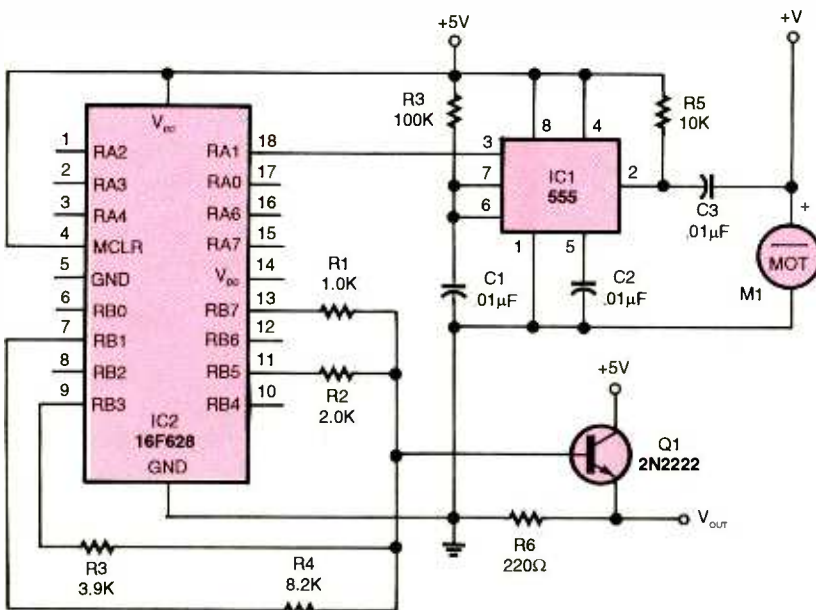 +5V
+V
R3
100K
R5
10K
V_DD
1
RA2
RA1
18
2
RA3
RA0
17
3
RA4
RA6
16
4
MCLR
RA7
15
5
GND
V_DD
14
6
RB0
RB7
13
7
RB1
RB6
12
8
RB2
RB5
11
9
RB3
RB4
10
IC2
16F628
GND
R1
1.0K
R2
2.0K
3
8
4
7
IC1
2
6
555
1
5
C1
.01µF
C2
.01µF
C3
.01µF
+
MOT
M1
+5V
Q1
2N2222
V_OUT
R6
220Ω
R3
3.9K
R4
8.2K